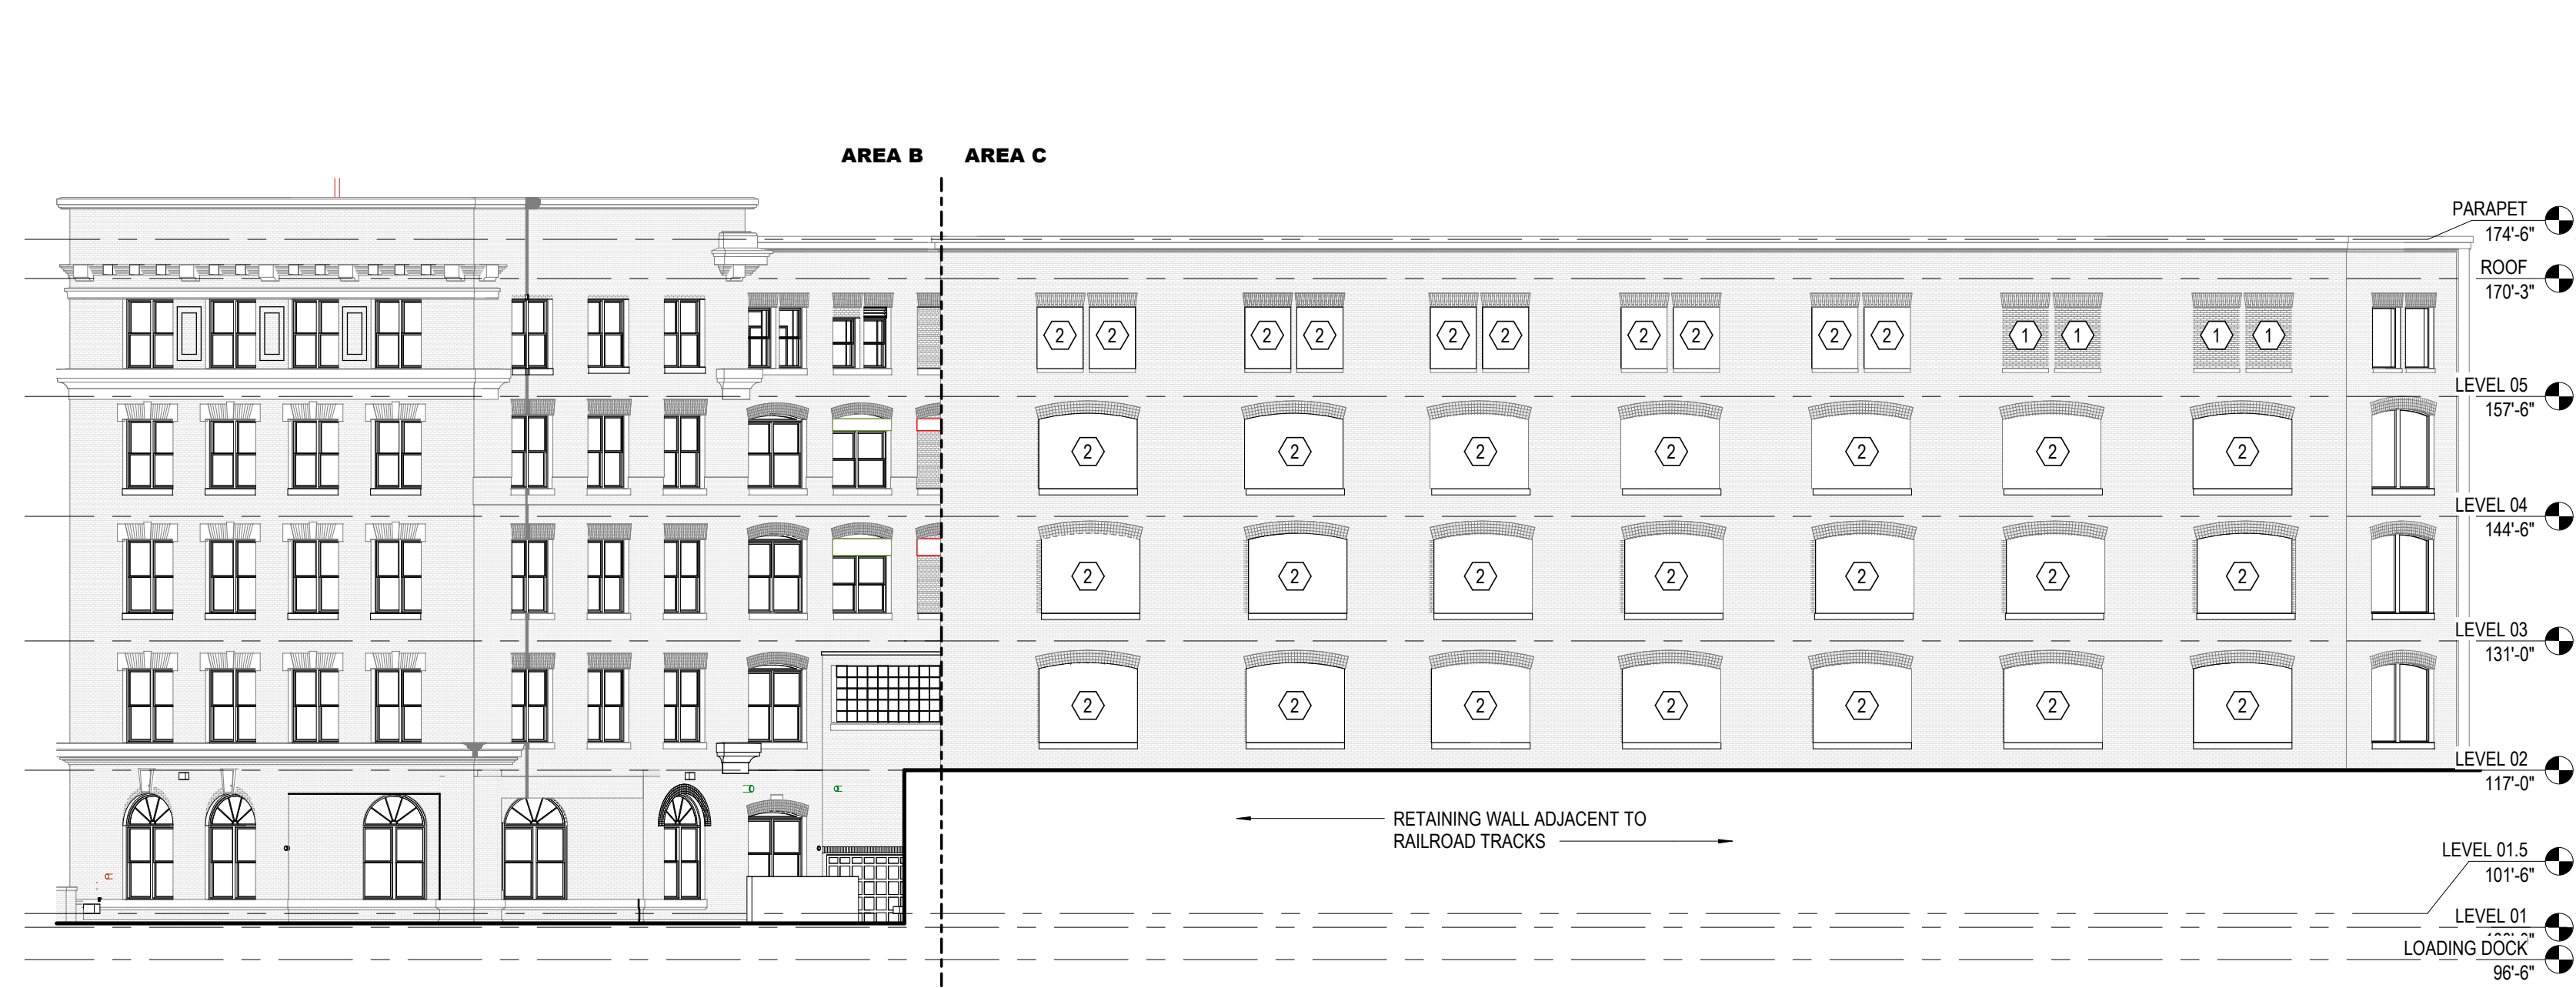 AREA B AREA C
PARAPET
174'-6"
ROOF
170'-3"
2 2 2 2 2 2 2 2 2 2 1 1 1 1
LEVEL 05
157'-6"
2 2 2 2 2 2 2
LEVEL 04
144'-6"
2 2 2 2 2 2 2
LEVEL 03
131'-0"
2 2 2 2 2 2 2
LEVEL 02
117'-0"
RETAINING WALL ADJACENT TO
RAILROAD TRACKS
LEVEL 01.5
101'-6"
LEVEL 01
LOADING DOCK
96'-6"